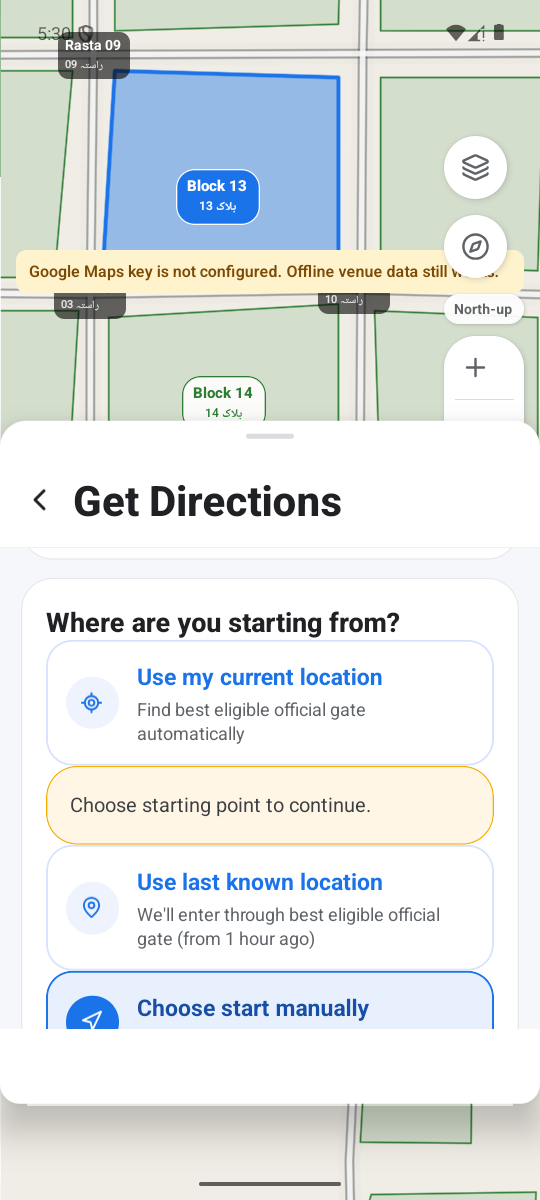 5:30
Rasta 09
راستہ 09
Block 13
بلاک 13
Google Maps key is not configured. Offline venue data still
راستہ 03
راستہ 10
North-up
Block 14
بلاک 14
Get Directions
Where are you starting from?
Use my current location
Find best eligible official gate
automatically
Choose starting point to continue.
Use last known location
We'll enter through best eligible official
gate (from 1 hour ago)
Choose start manually